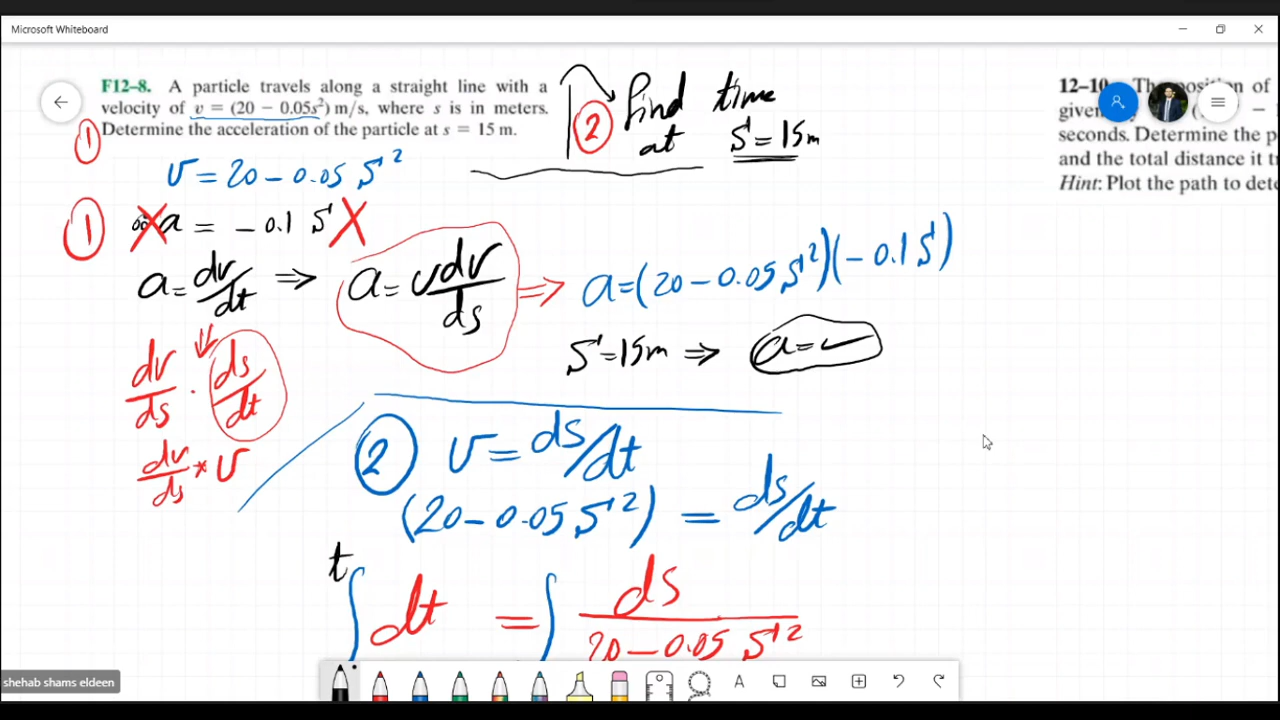 Microsoft Whiteboard
F12–8. A particle travels along a straight line with a
velocity of v = (20 − 0.05s²) m/s, where s is in meters.
Determine the acceleration of the particle at s = 15 m.
① 
② Find time
at S = 15m
12–10
given
seconds. Determine the p
and the total distance it t
Hint: Plot the path to dete
v = 20 − 0.05 S²
① a = − 0.1 S
a = dv/dt ⇒ a = v dv/ds ⇒ a = (20 − 0.05 S²)(− 0.1 S)
S = 15m ⇒ a = ✓
dv/ds · ds/dt
dv/ds * v
② v = ds/dt
(20 − 0.05 S²) = ds/dt
∫ t dt = ∫ ds / 20 − 0.05 S²
shehab shams eldeen
A